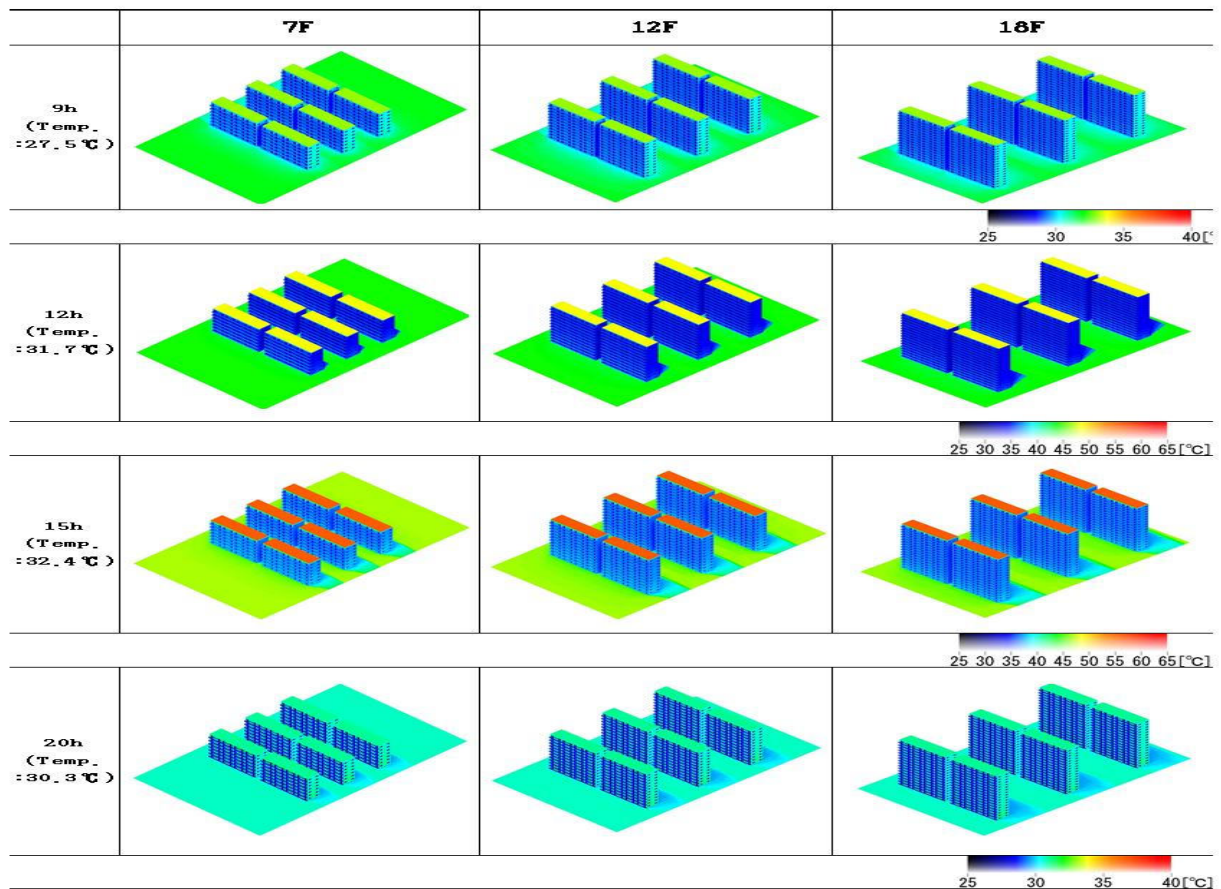 7F 12F 18F
9h
(Temp.
:27.5℃)
25 30 35 40[°
12h
(Temp.
:31.7℃)
25 30 35 40 45 50 55 60 65[℃]
15h
(Temp.
:32.4℃)
25 30 35 40 45 50 55 60 65[℃]
20h
(Temp.
:30.3℃)
25 30 35 40[℃]